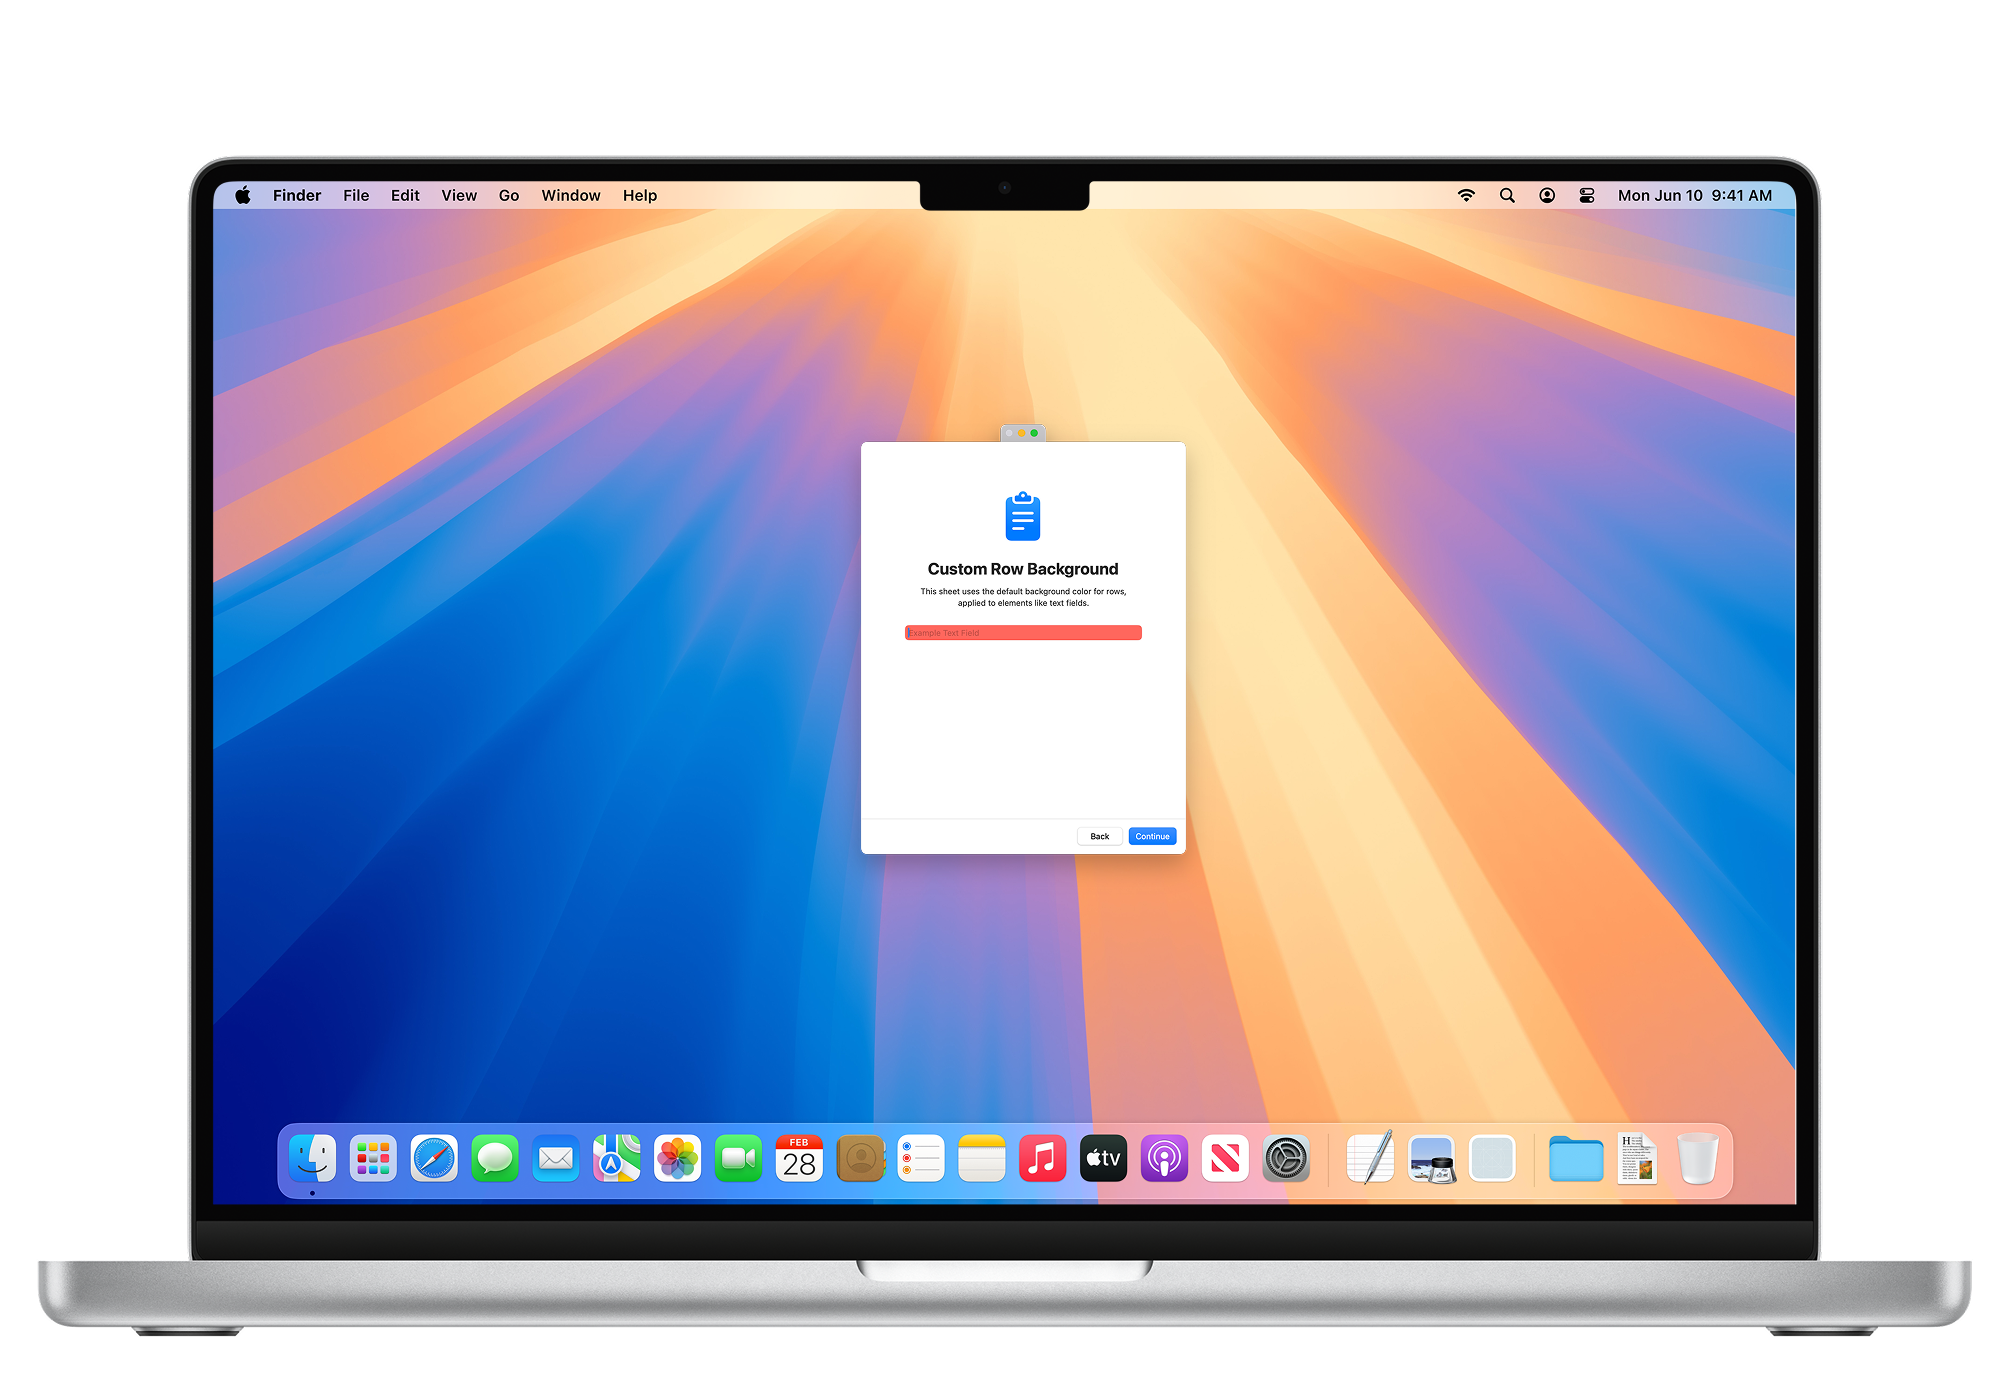 Finder File Edit View Go Window Help
Mon Jun 10 9:41 AM
Custom Row Background
This sheet uses the default background color for rows,
applied to elements like text fields.
Example Text Field
Back Continue
FEB
28
tv